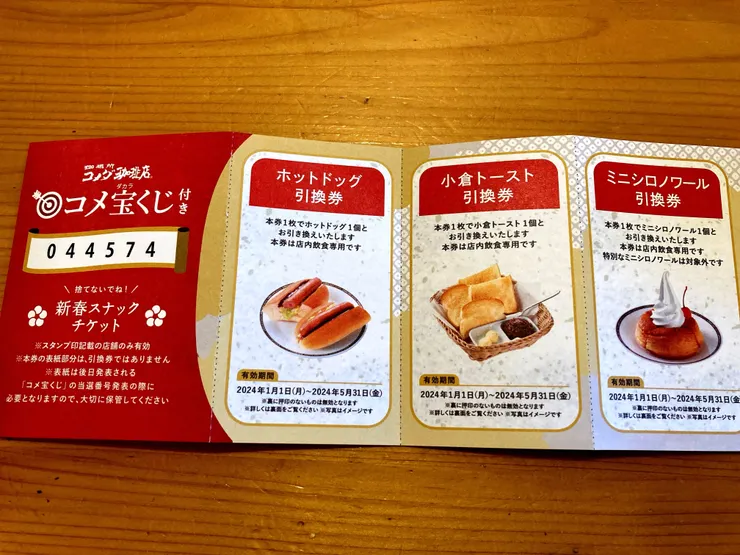 珈琲所
コメダ珈琲店
コメ宝くじ付き
ダカラ
044574
捨てないでね!
新春スナック
チケット
※スタンプ印記載の店舗のみ有効
※本券の表紙部分は、引換券ではありません
※表紙は後日発表される
「コメ宝くじ」の当選番号発表の際に
必要となりますので、大切に保管してください
ホットドッグ
引換券
本券1枚でホットドッグ1個と
お引き換えいたします
本券は店内飲食専用です
有効期間
2024年1月1日(月)~2024年5月31日(金)
※裏に押印のないものは無効となります
※詳しくは裏面をご覧ください ※写真はイメージです
小倉トースト
引換券
本券1枚で小倉トースト1個と
お引き換えいたします
本券は店内飲食専用です
有効期間
2024年1月1日(月)~2024年5月31日(金)
※裏に押印のないものは無効となります
※詳しくは裏面をご覧ください ※写真はイメージです
ミニシロノワール
引換券
本券1枚でミニシロノワール1個と
お引き換えいたします
本券は店内飲食専用です
特別なミニシロノワールは対象外です
有効期間
2024年1月1日(月)~2024年5月31日(金)
※裏に押印のないものは無効となります
※詳しくは裏面をご覧ください ※写真はイメージです